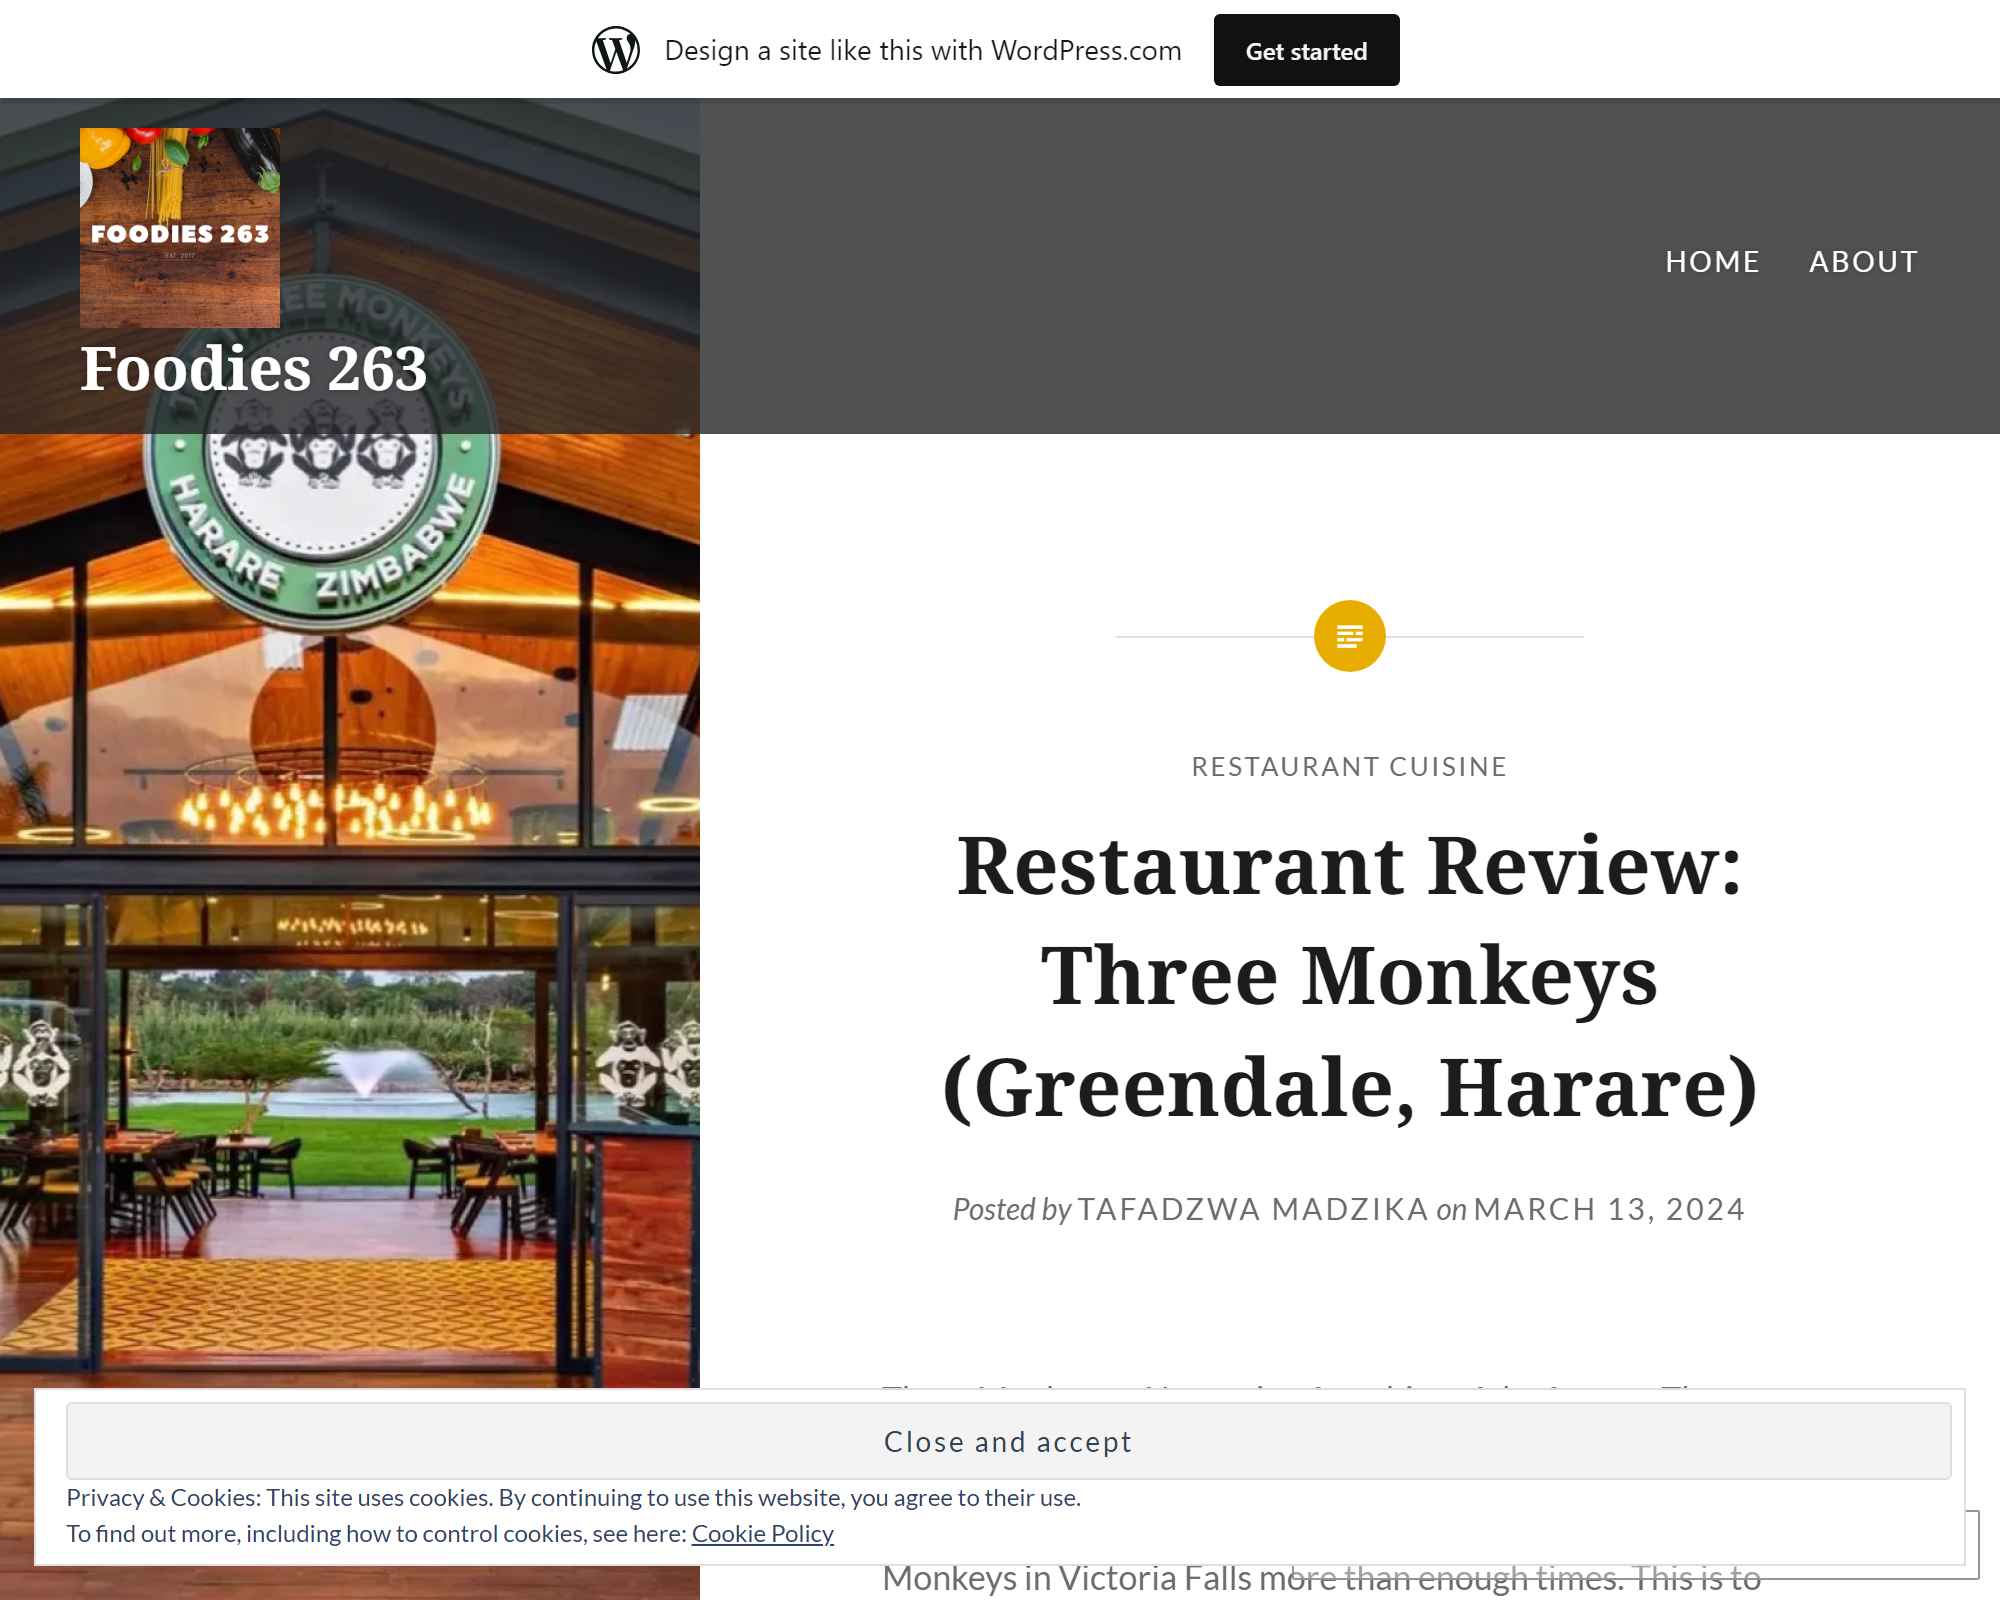 Design a site like this with WordPress.com
Get started
FOODIES 263
EST 2017
Foodies 263
HOME
ABOUT
THREE MONKEYS
HARARE ZIMBABWE
RESTAURANT CUISINE
Restaurant Review:
Three Monkeys
(Greendale, Harare)
Posted by TAFADZWA MADZIKA on MARCH 13, 2024
Close and accept
Privacy & Cookies: This site uses cookies. By continuing to use this website, you agree to their use.
To find out more, including how to control cookies, see here: Cookie Policy
Monkeys in Victoria Falls more than enough times. This is to